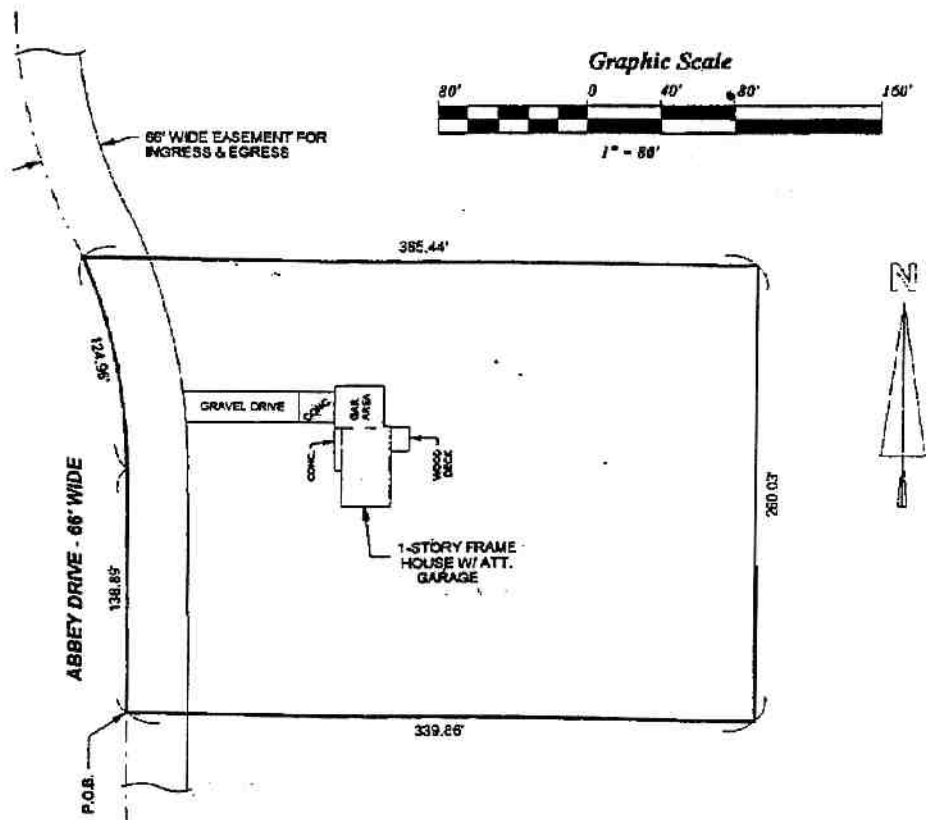 Graphic Scale
80' 0 40' 80' 160'
1" = 80'
66' WIDE EASEMENT FOR
INGRESS & EGRESS
365.44'
N
124.96'
GRAVEL DRIVE
CONC.
GAR.
AREA
CONC.
WOOD
DECK
260.03'
1-STORY FRAME
HOUSE W/ ATT.
GARAGE
ABBEY DRIVE - 66' WIDE
138.89'
339.86'
P.O.B.